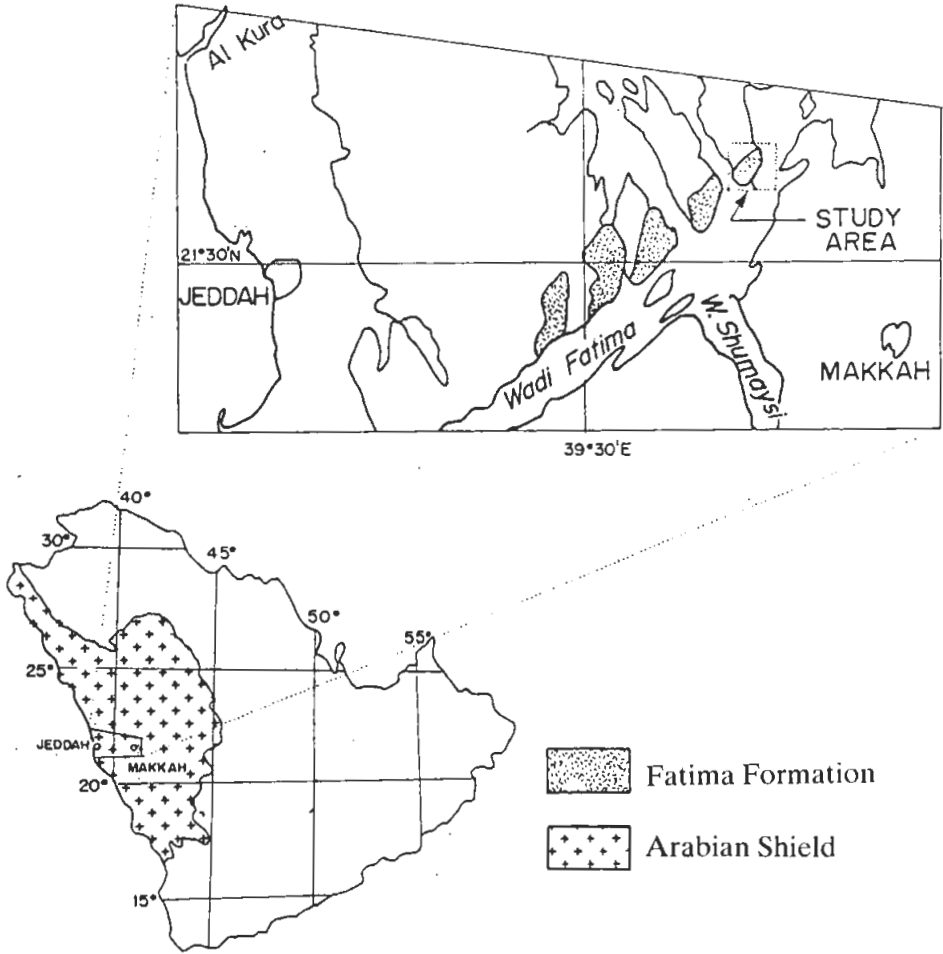 Al Kura
STUDY
AREA
21°30'N
JEDDAH
Wadi Fatima
W. Shumaysi
MAKKAH
39°30'E
40°
30°
45°
50°
55°
25°
JEDDAH
MAKKAH
20°
15°
Fatima Formation
Arabian Shield